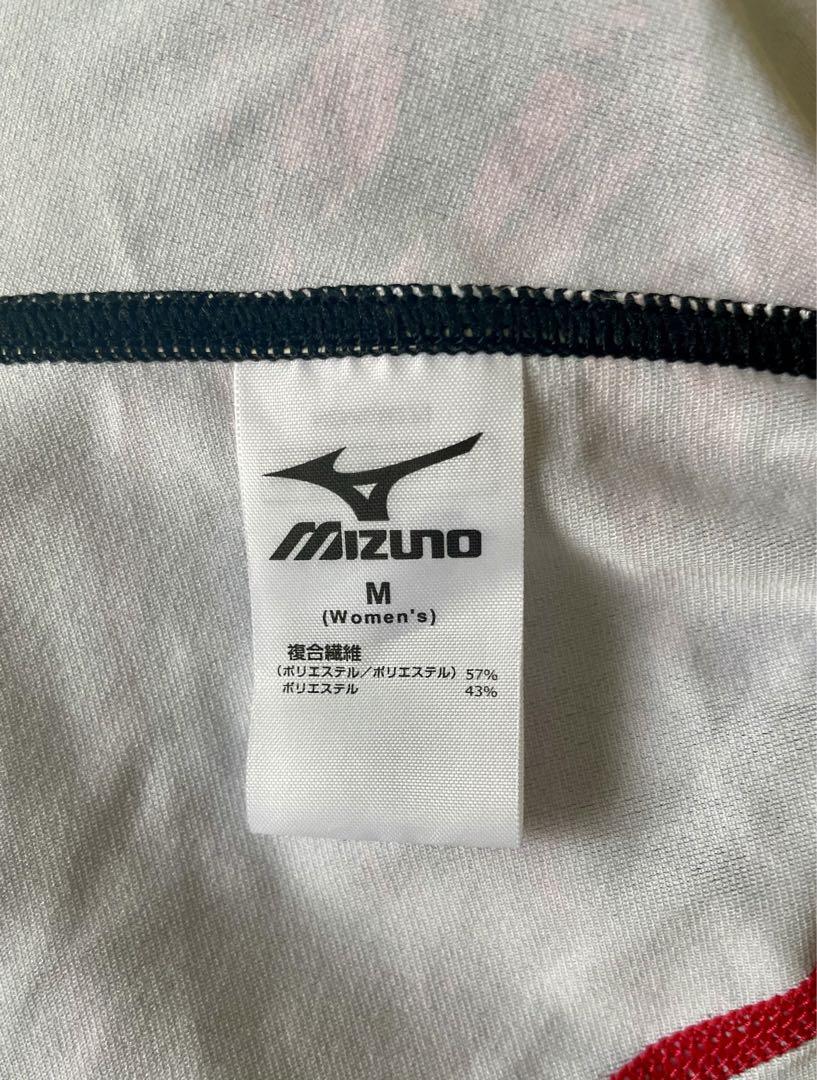 MIZUNO
M
(Women's)
複合繊維
(ポリエステル／ポリエステル) 57%
ポリエステル 43%